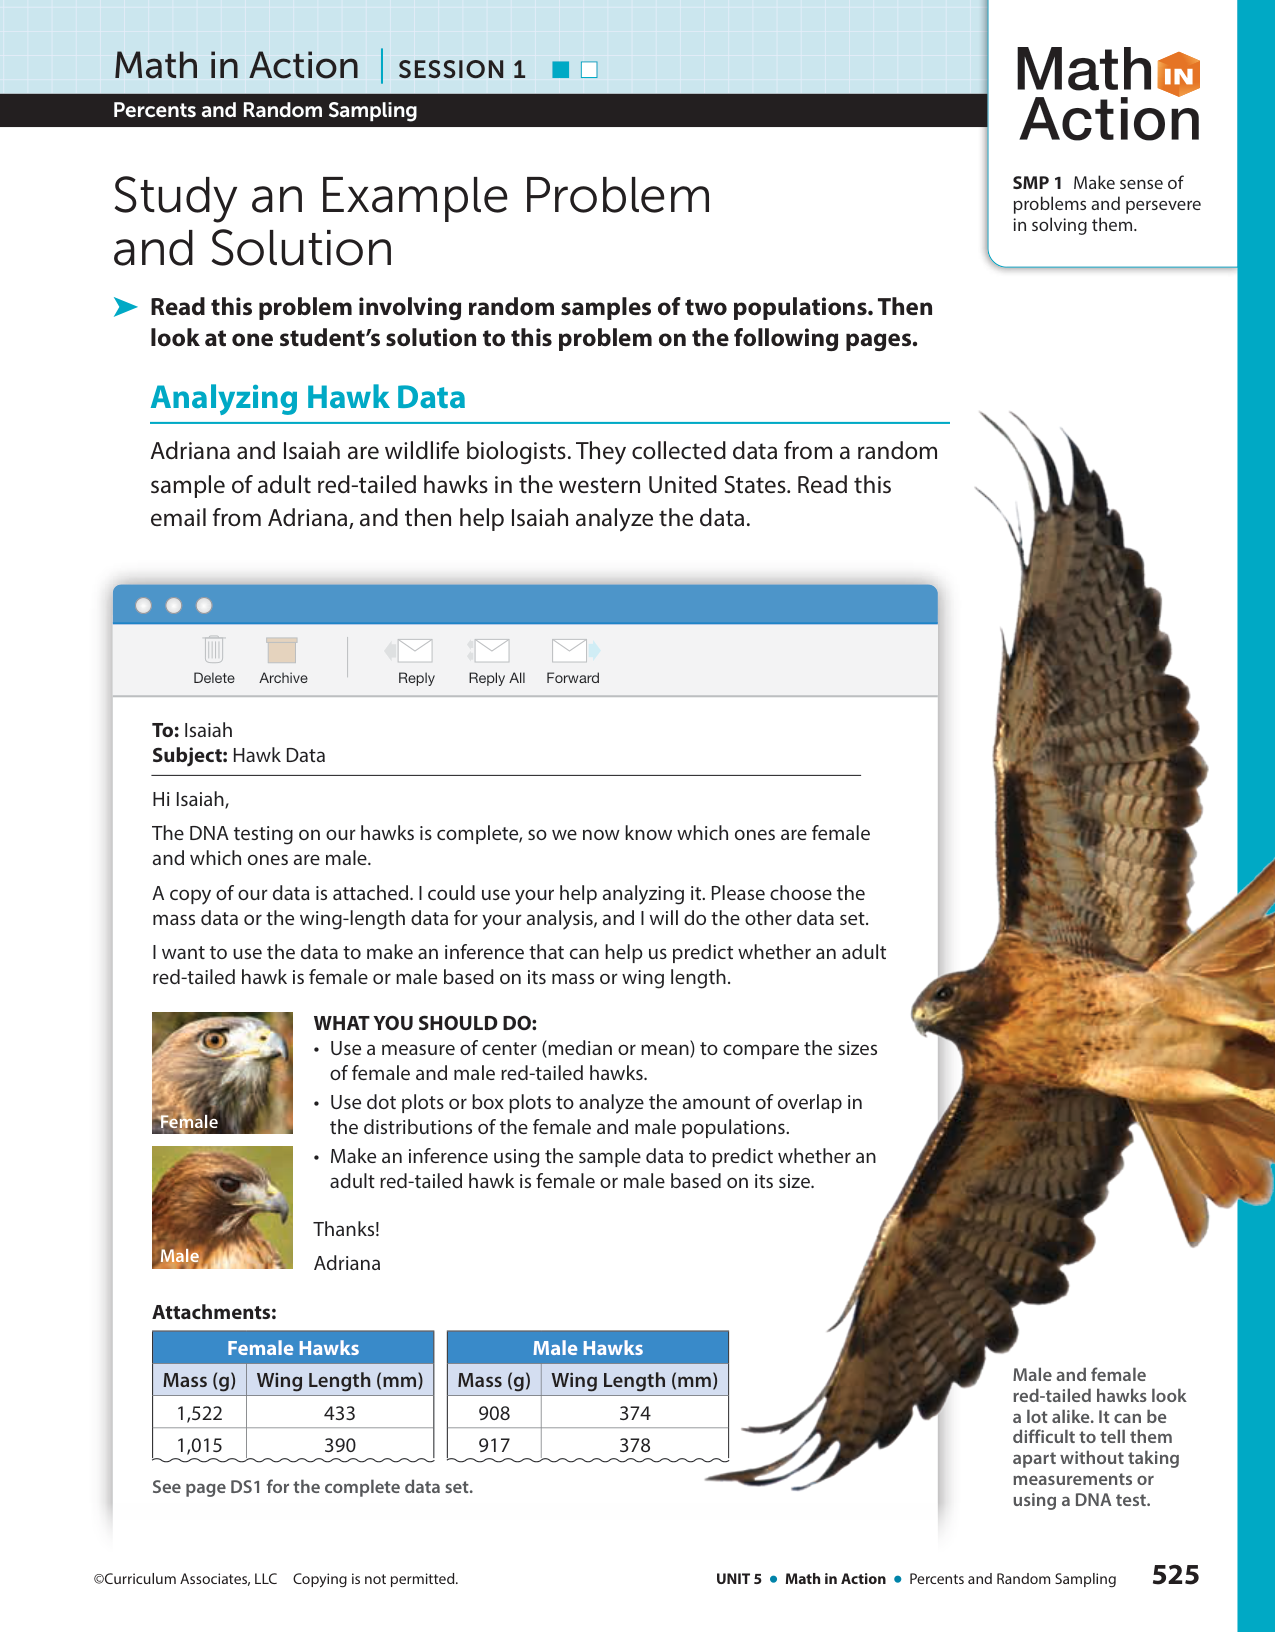 Math in Action | SESSION 1
Percents and Random Sampling
Math IN
Action
SMP 1 Make sense of
problems and persevere
in solving them.
Study an Example Problem
and Solution
Read this problem involving random samples of two populations. Then
look at one student’s solution to this problem on the following pages.
Analyzing Hawk Data
Adriana and Isaiah are wildlife biologists. They collected data from a random
sample of adult red-tailed hawks in the western United States. Read this
email from Adriana, and then help Isaiah analyze the data.
Delete Archive Reply Reply All Forward
To: Isaiah
Subject: Hawk Data
Hi Isaiah,
The DNA testing on our hawks is complete, so we now know which ones are female
and which ones are male.
A copy of our data is attached. I could use your help analyzing it. Please choose the
mass data or the wing-length data for your analysis, and I will do the other data set.
I want to use the data to make an inference that can help us predict whether an adult
red-tailed hawk is female or male based on its mass or wing length.
Female
Male
WHAT YOU SHOULD DO:
• Use a measure of center (median or mean) to compare the sizes
of female and male red-tailed hawks.
• Use dot plots or box plots to analyze the amount of overlap in
the distributions of the female and male populations.
• Make an inference using the sample data to predict whether an
adult red-tailed hawk is female or male based on its size.
Thanks!
Adriana
Attachments:
Female Hawks Male Hawks
Mass (g) Wing Length (mm) Mass (g) Wing Length (mm)
1,522 433 908 374
1,015 390 917 378
See page DS1 for the complete data set.
Male and female
red-tailed hawks look
a lot alike. It can be
difficult to tell them
apart without taking
measurements or
using a DNA test.
©Curriculum Associates, LLC Copying is not permitted.
UNIT 5 • Math in Action • Percents and Random Sampling 525